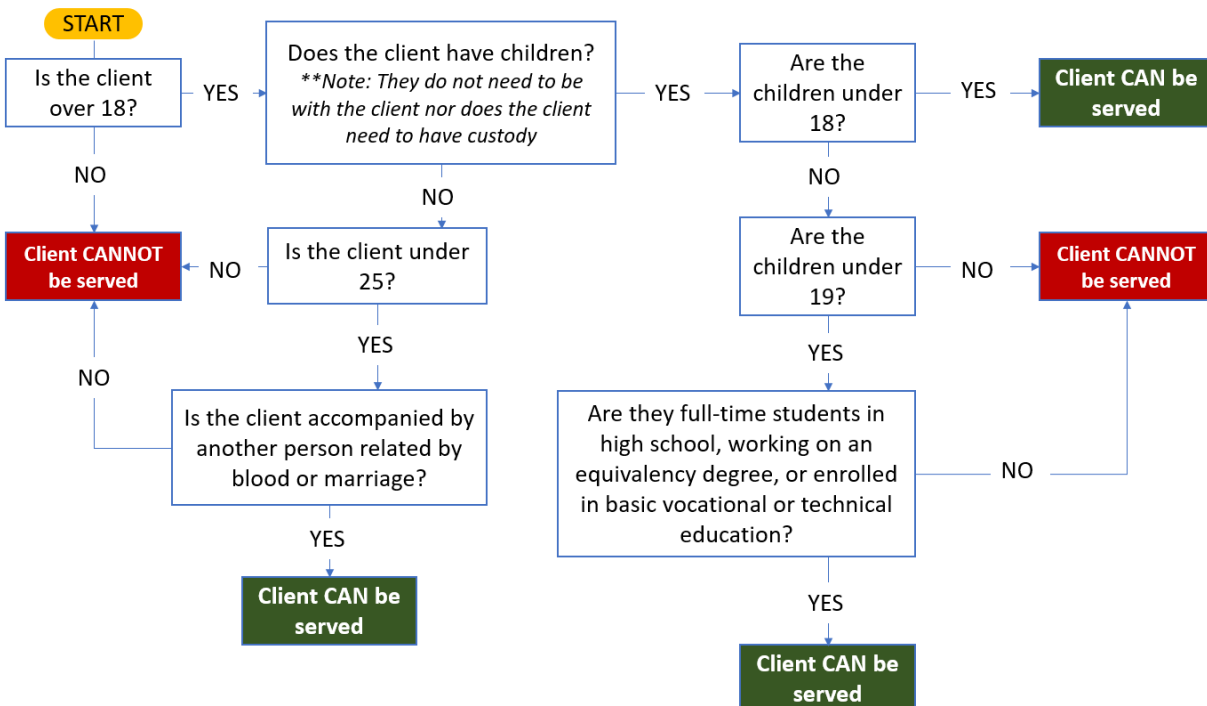 START
Is the client
over 18?
YES
Does the client have children?
**Note: They do not need to be
with the client nor does the client
need to have custody
YES
Are the
children under
18?
YES
Client CAN be
served
NO
NO
NO
Client CANNOT
be served
NO
Is the client under
25?
Are the
children under
19?
NO
Client CANNOT
be served
YES
YES
NO
Is the client accompanied by
another person related by
blood or marriage?
Are they full-time students in
high school, working on an
equivalency degree, or enrolled
in basic vocational or technical
education?
NO
YES
Client CAN be
served
YES
Client CAN be
served